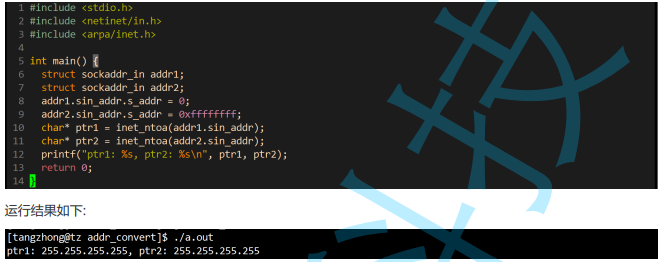 1 #include <stdio.h>
2 #include <netinet/in.h>
3 #include <arpa/inet.h>
4
5 int main() {
6   struct sockaddr_in addr1;
7   struct sockaddr_in addr2;
8   addr1.sin_addr.s_addr = 0;
9   addr2.sin_addr.s_addr = 0xffffffff;
10   char* ptr1 = inet_ntoa(addr1.sin_addr);
11   char* ptr2 = inet_ntoa(addr2.sin_addr);
12   printf("ptr1: %s, ptr2: %s\n", ptr1, ptr2);
13   return 0;
14 }
运行结果如下:
[tangzhong@tz addr_convert]$ ./a.out
ptr1: 255.255.255.255, ptr2: 255.255.255.255